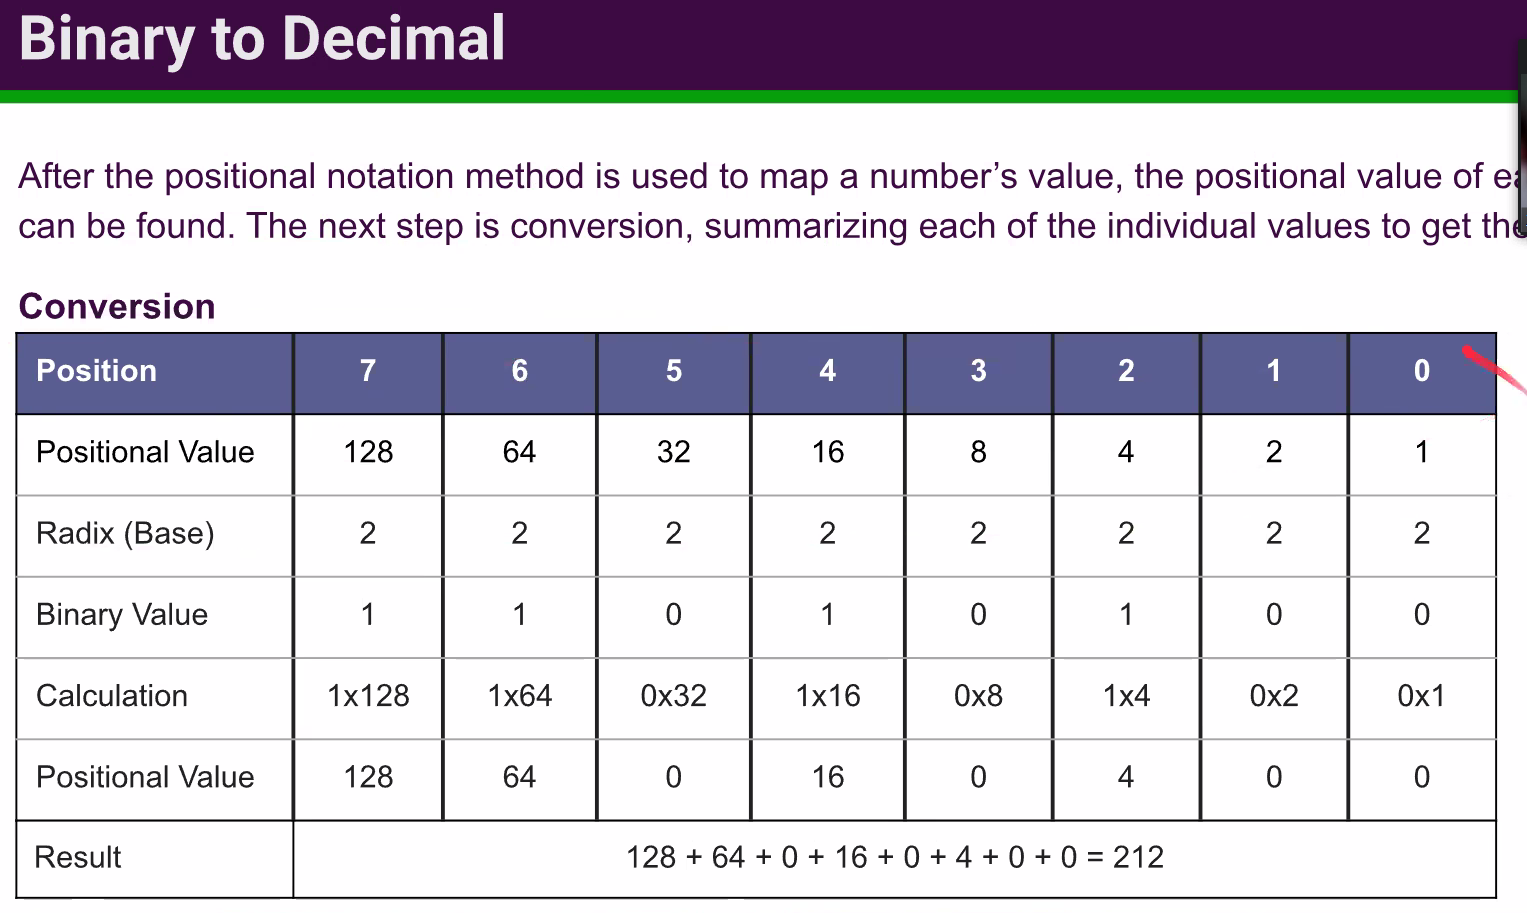 Binary to Decimal
After the positional notation method is used to map a number's value, the positional value of
can be found. The next step is conversion, summarizing each of the individual values to get
Conversion
Position 7 6 5 4 3 2 1 0
Positional Value 128 64 32 16 8 4 2 1
Radix (Base) 2 2 2 2 2 2 2 2
Binary Value 1 1 0 1 0 1 0 0
Calculation 1x128 1x64 0x32 1x16 0x8 1x4 0x2 0x1
Positional Value 128 64 0 16 0 4 0 0
Result 128 + 64 + 0 + 16 + 0 + 4 + 0 + 0 = 212